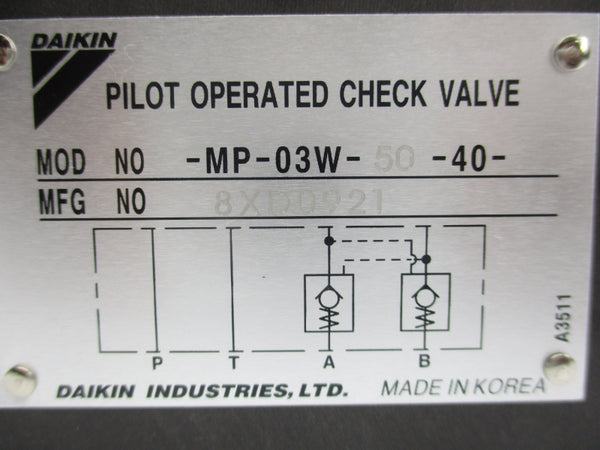 DAIKIN
PILOT OPERATED CHECK VALVE
MOD NO -MP-03W- 50 -40-
MFG NO 8XD0921
P T A B
A3511
DAIKIN INDUSTRIES, LTD. MADE IN KOREA